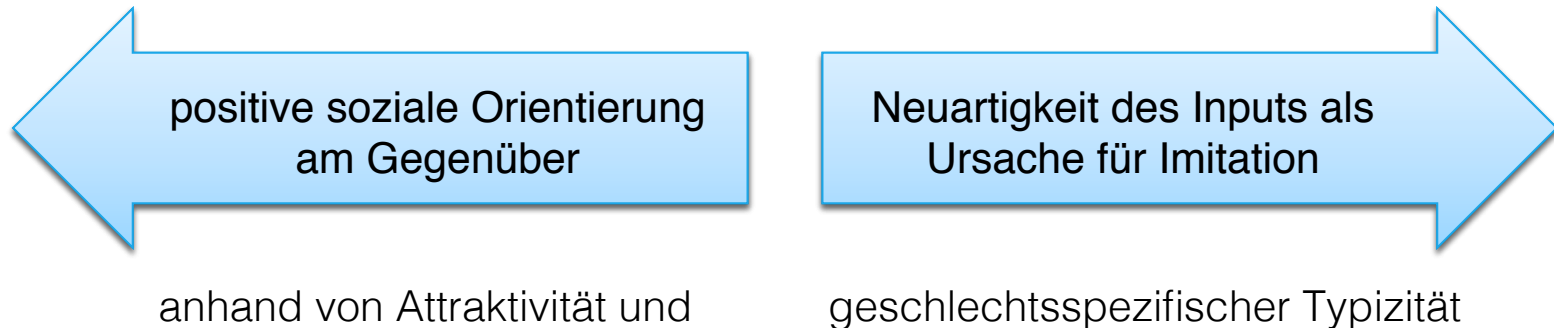 positive soziale Orientierung
am Gegenüber
Neuartigkeit des Inputs als
Ursache für Imitation
anhand von Attraktivität und
geschlechtsspezifischer Typizität